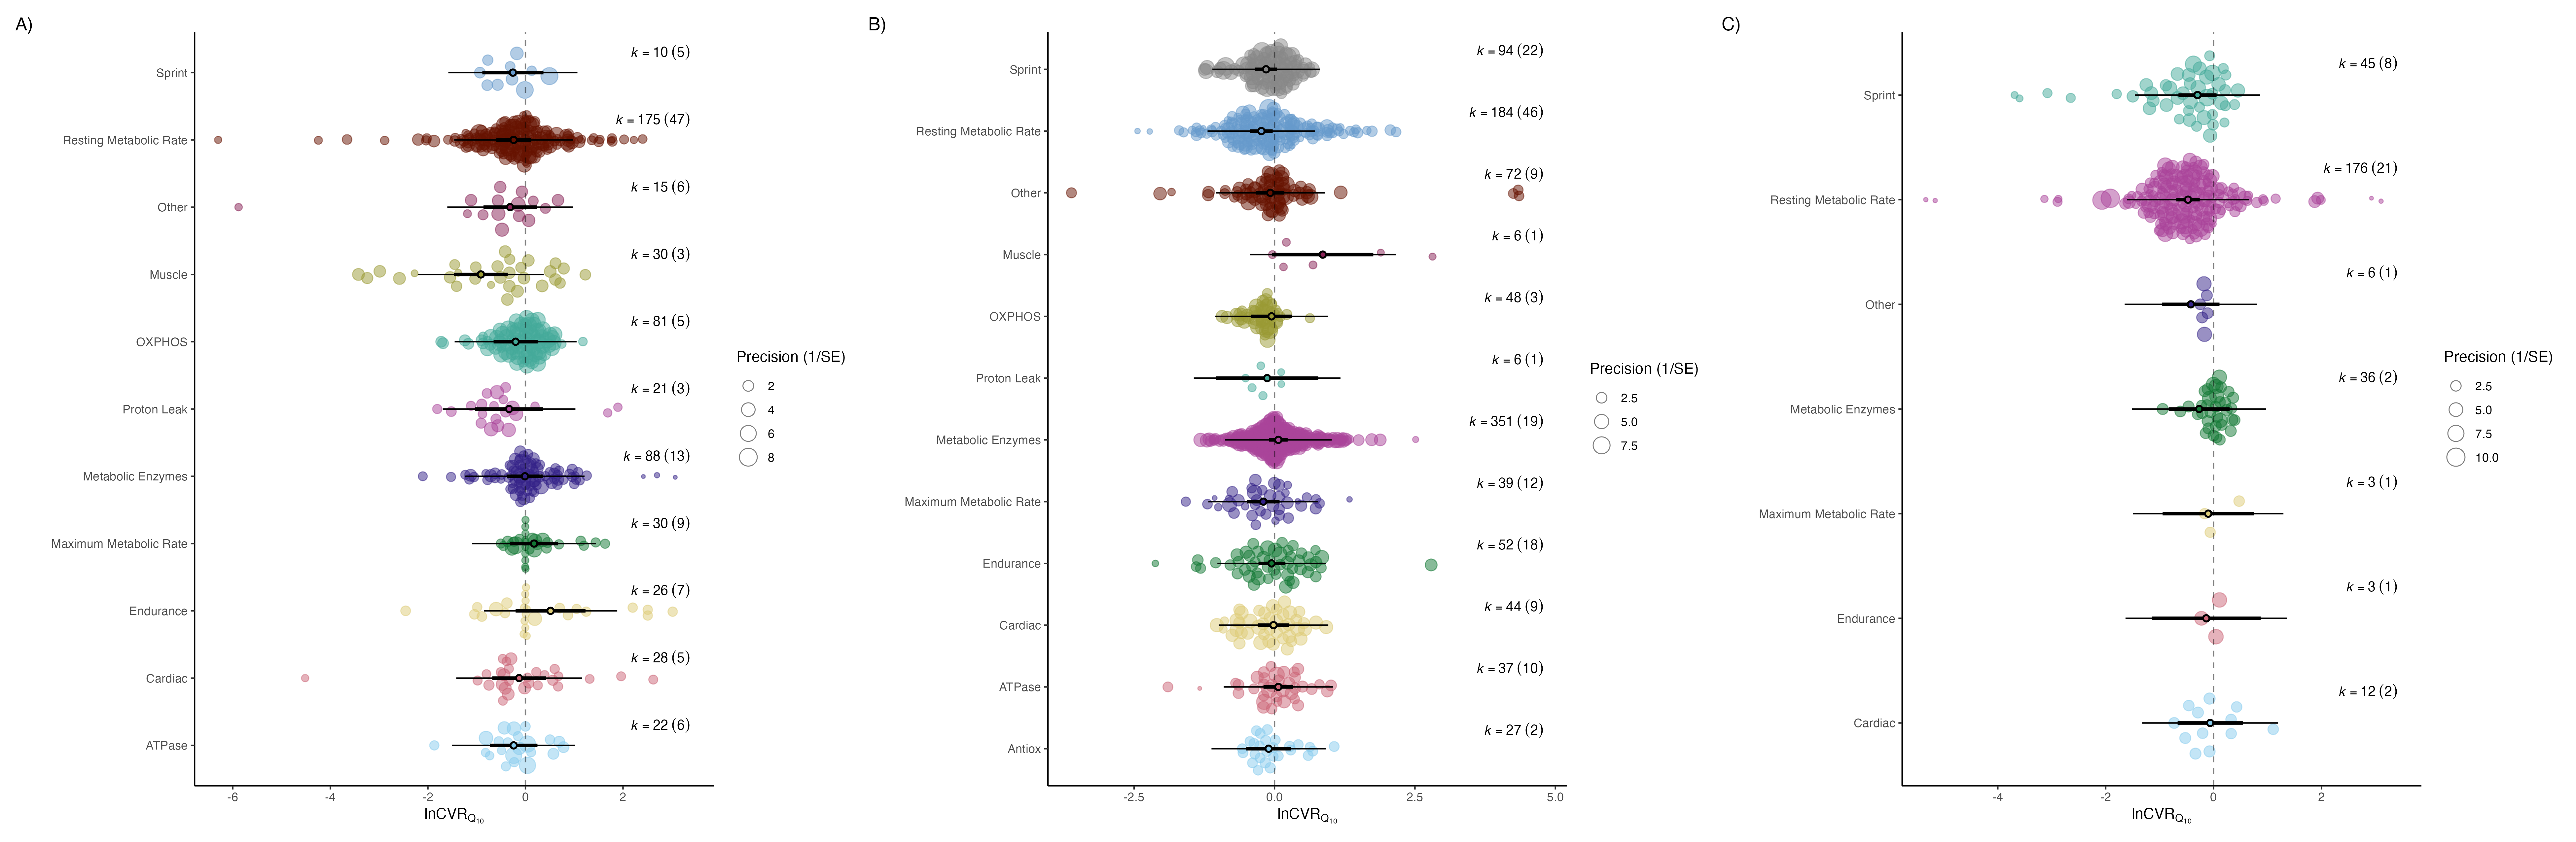 A)
Sprint
k = 10 (5)
Resting Metabolic Rate
k = 175 (47)
Other
k = 15 (6)
Muscle
k = 30 (3)
OXPHOS
k = 81 (5)
Proton Leak
k = 21 (3)
Metabolic Enzymes
k = 88 (13)
Maximum Metabolic Rate
k = 30 (9)
Endurance
k = 26 (7)
Cardiac
k = 28 (5)
ATPase
k = 22 (6)
-6 -4 -2 0 2
lnCVR_Q10
Precision (1/SE)
2
4
6
8
B)
Sprint
k = 94 (22)
Resting Metabolic Rate
k = 184 (46)
Other
k = 72 (9)
Muscle
k = 6 (1)
OXPHOS
k = 48 (3)
Proton Leak
k = 6 (1)
Metabolic Enzymes
k = 351 (19)
Maximum Metabolic Rate
k = 39 (12)
Endurance
k = 52 (18)
Cardiac
k = 44 (9)
ATPase
k = 37 (10)
Antiox
k = 27 (2)
-2.5 0.0 2.5 5.0
lnCVR_Q10
Precision (1/SE)
2.5
5.0
7.5
C)
Sprint
k = 45 (8)
Resting Metabolic Rate
k = 176 (21)
Other
k = 6 (1)
Metabolic Enzymes
k = 36 (2)
Maximum Metabolic Rate
k = 3 (1)
Endurance
k = 3 (1)
Cardiac
k = 12 (2)
-4 -2 0 2
lnCVR_Q10
Precision (1/SE)
2.5
5.0
7.5
10.0